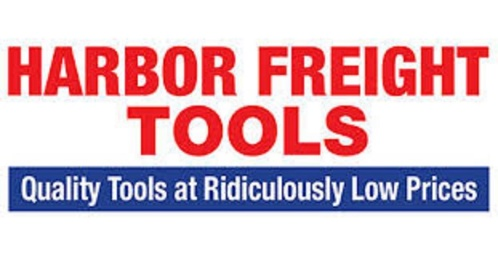 HARBOR FREIGHT
TOOLS
Quality Tools at Ridiculously Low Prices